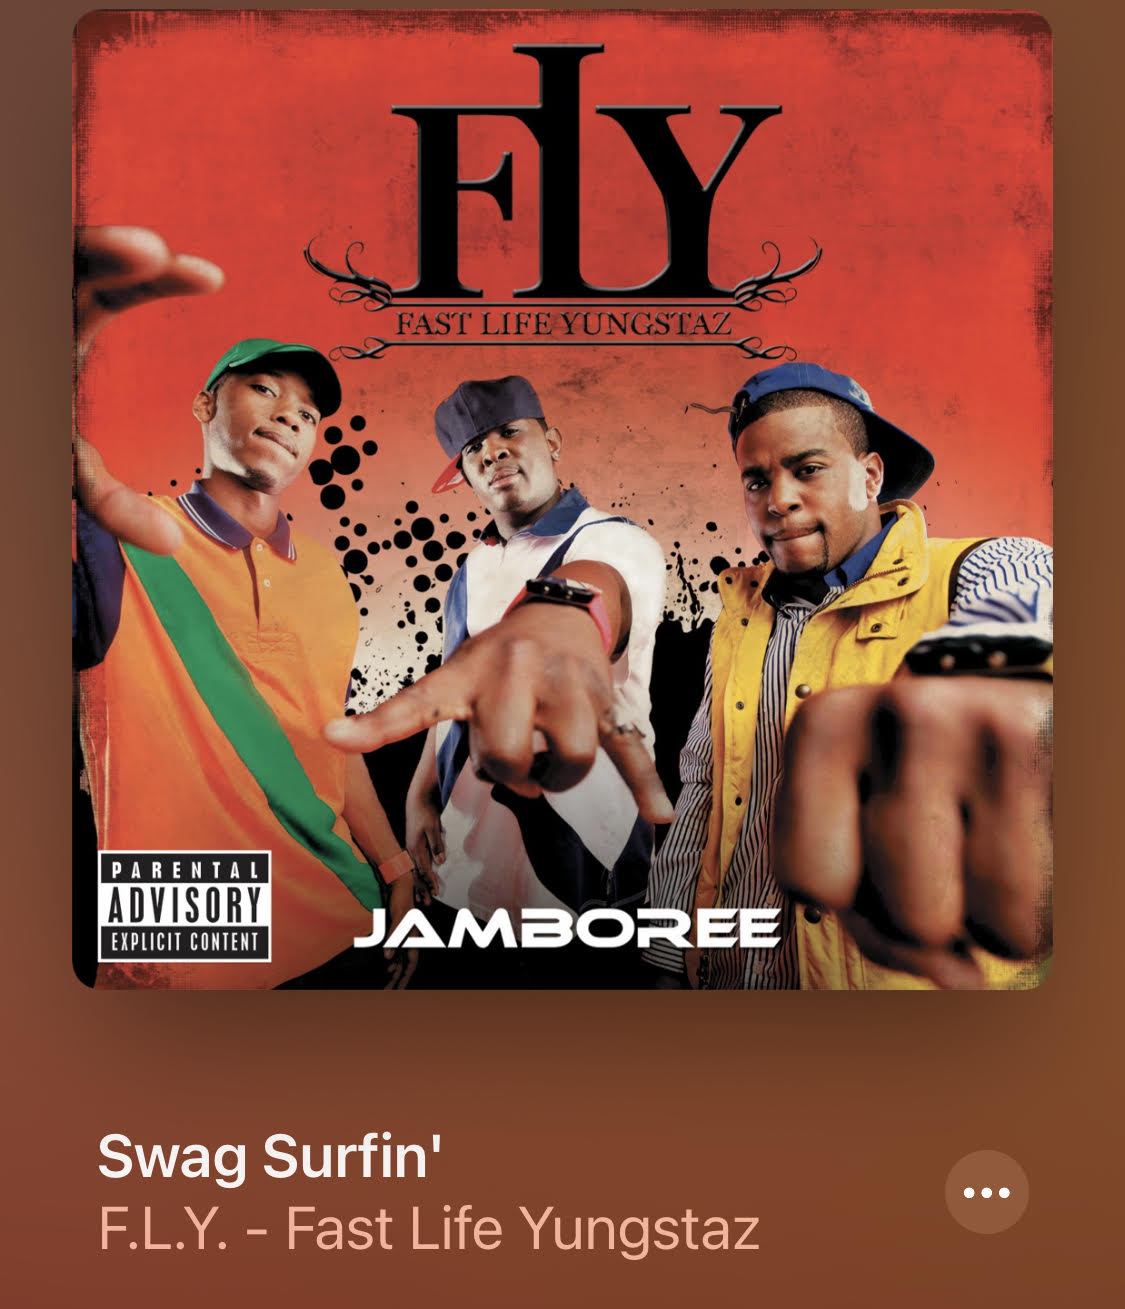 FLY
FAST LIFE YUNGSTAZ
PARENTAL
ADVISORY
EXPLICIT CONTENT
JAMBOREE
Swag Surfin'
F.L.Y. - Fast Life Yungstaz